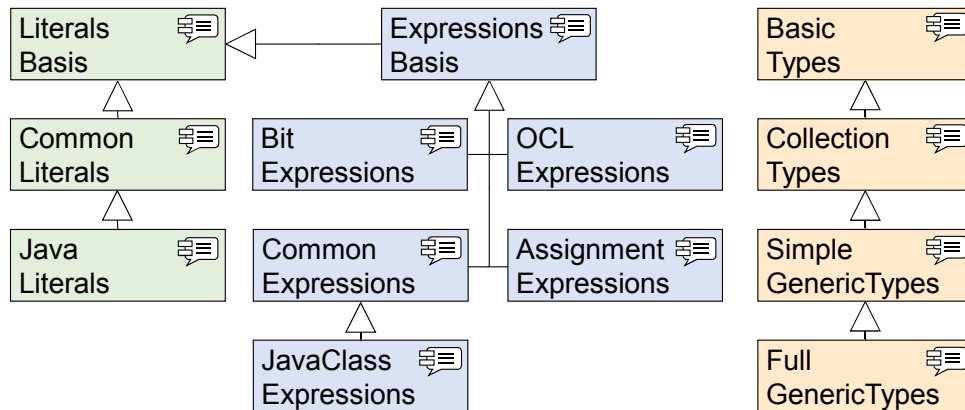 Literals
Basis
Expressions
Basis
Basic
Types
Common
Literals
Bit
Expressions
OCL
Expressions
Collection
Types
Java
Literals
Common
Expressions
Assignment
Expressions
Simple
GenericTypes
JavaClass
Expressions
Full
GenericTypes